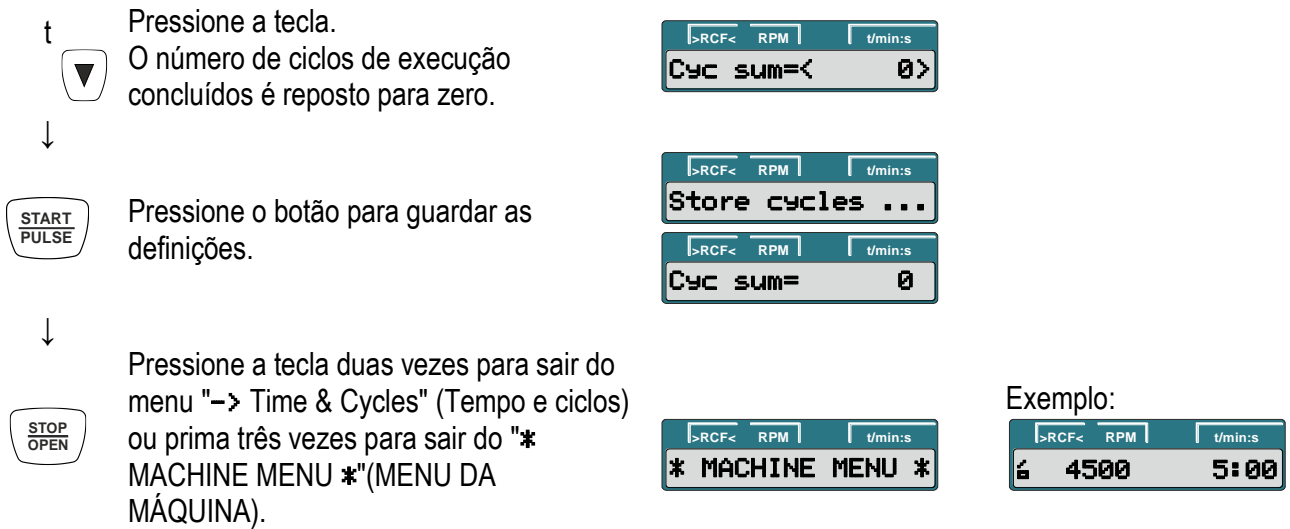 t
Pressione a tecla.
O número de ciclos de execução
concluídos é reposto para zero.
>RCF< RPM t/min:s
Cyc sum=< 0>
↓
START
PULSE
Pressione o botão para guardar as
definições.
>RCF< RPM t/min:s
Store cycles ...
>RCF< RPM t/min:s
Cyc sum= 0
↓
STOP
OPEN
Pressione a tecla duas vezes para sair do
menu "-> Time & Cycles" (Tempo e ciclos)
ou prima três vezes para sair do "*
MACHINE MENU *"(MENU DA
MÁQUINA).
>RCF< RPM t/min:s
* MACHINE MENU *
Exemplo:
>RCF< RPM t/min:s
4500 5:00